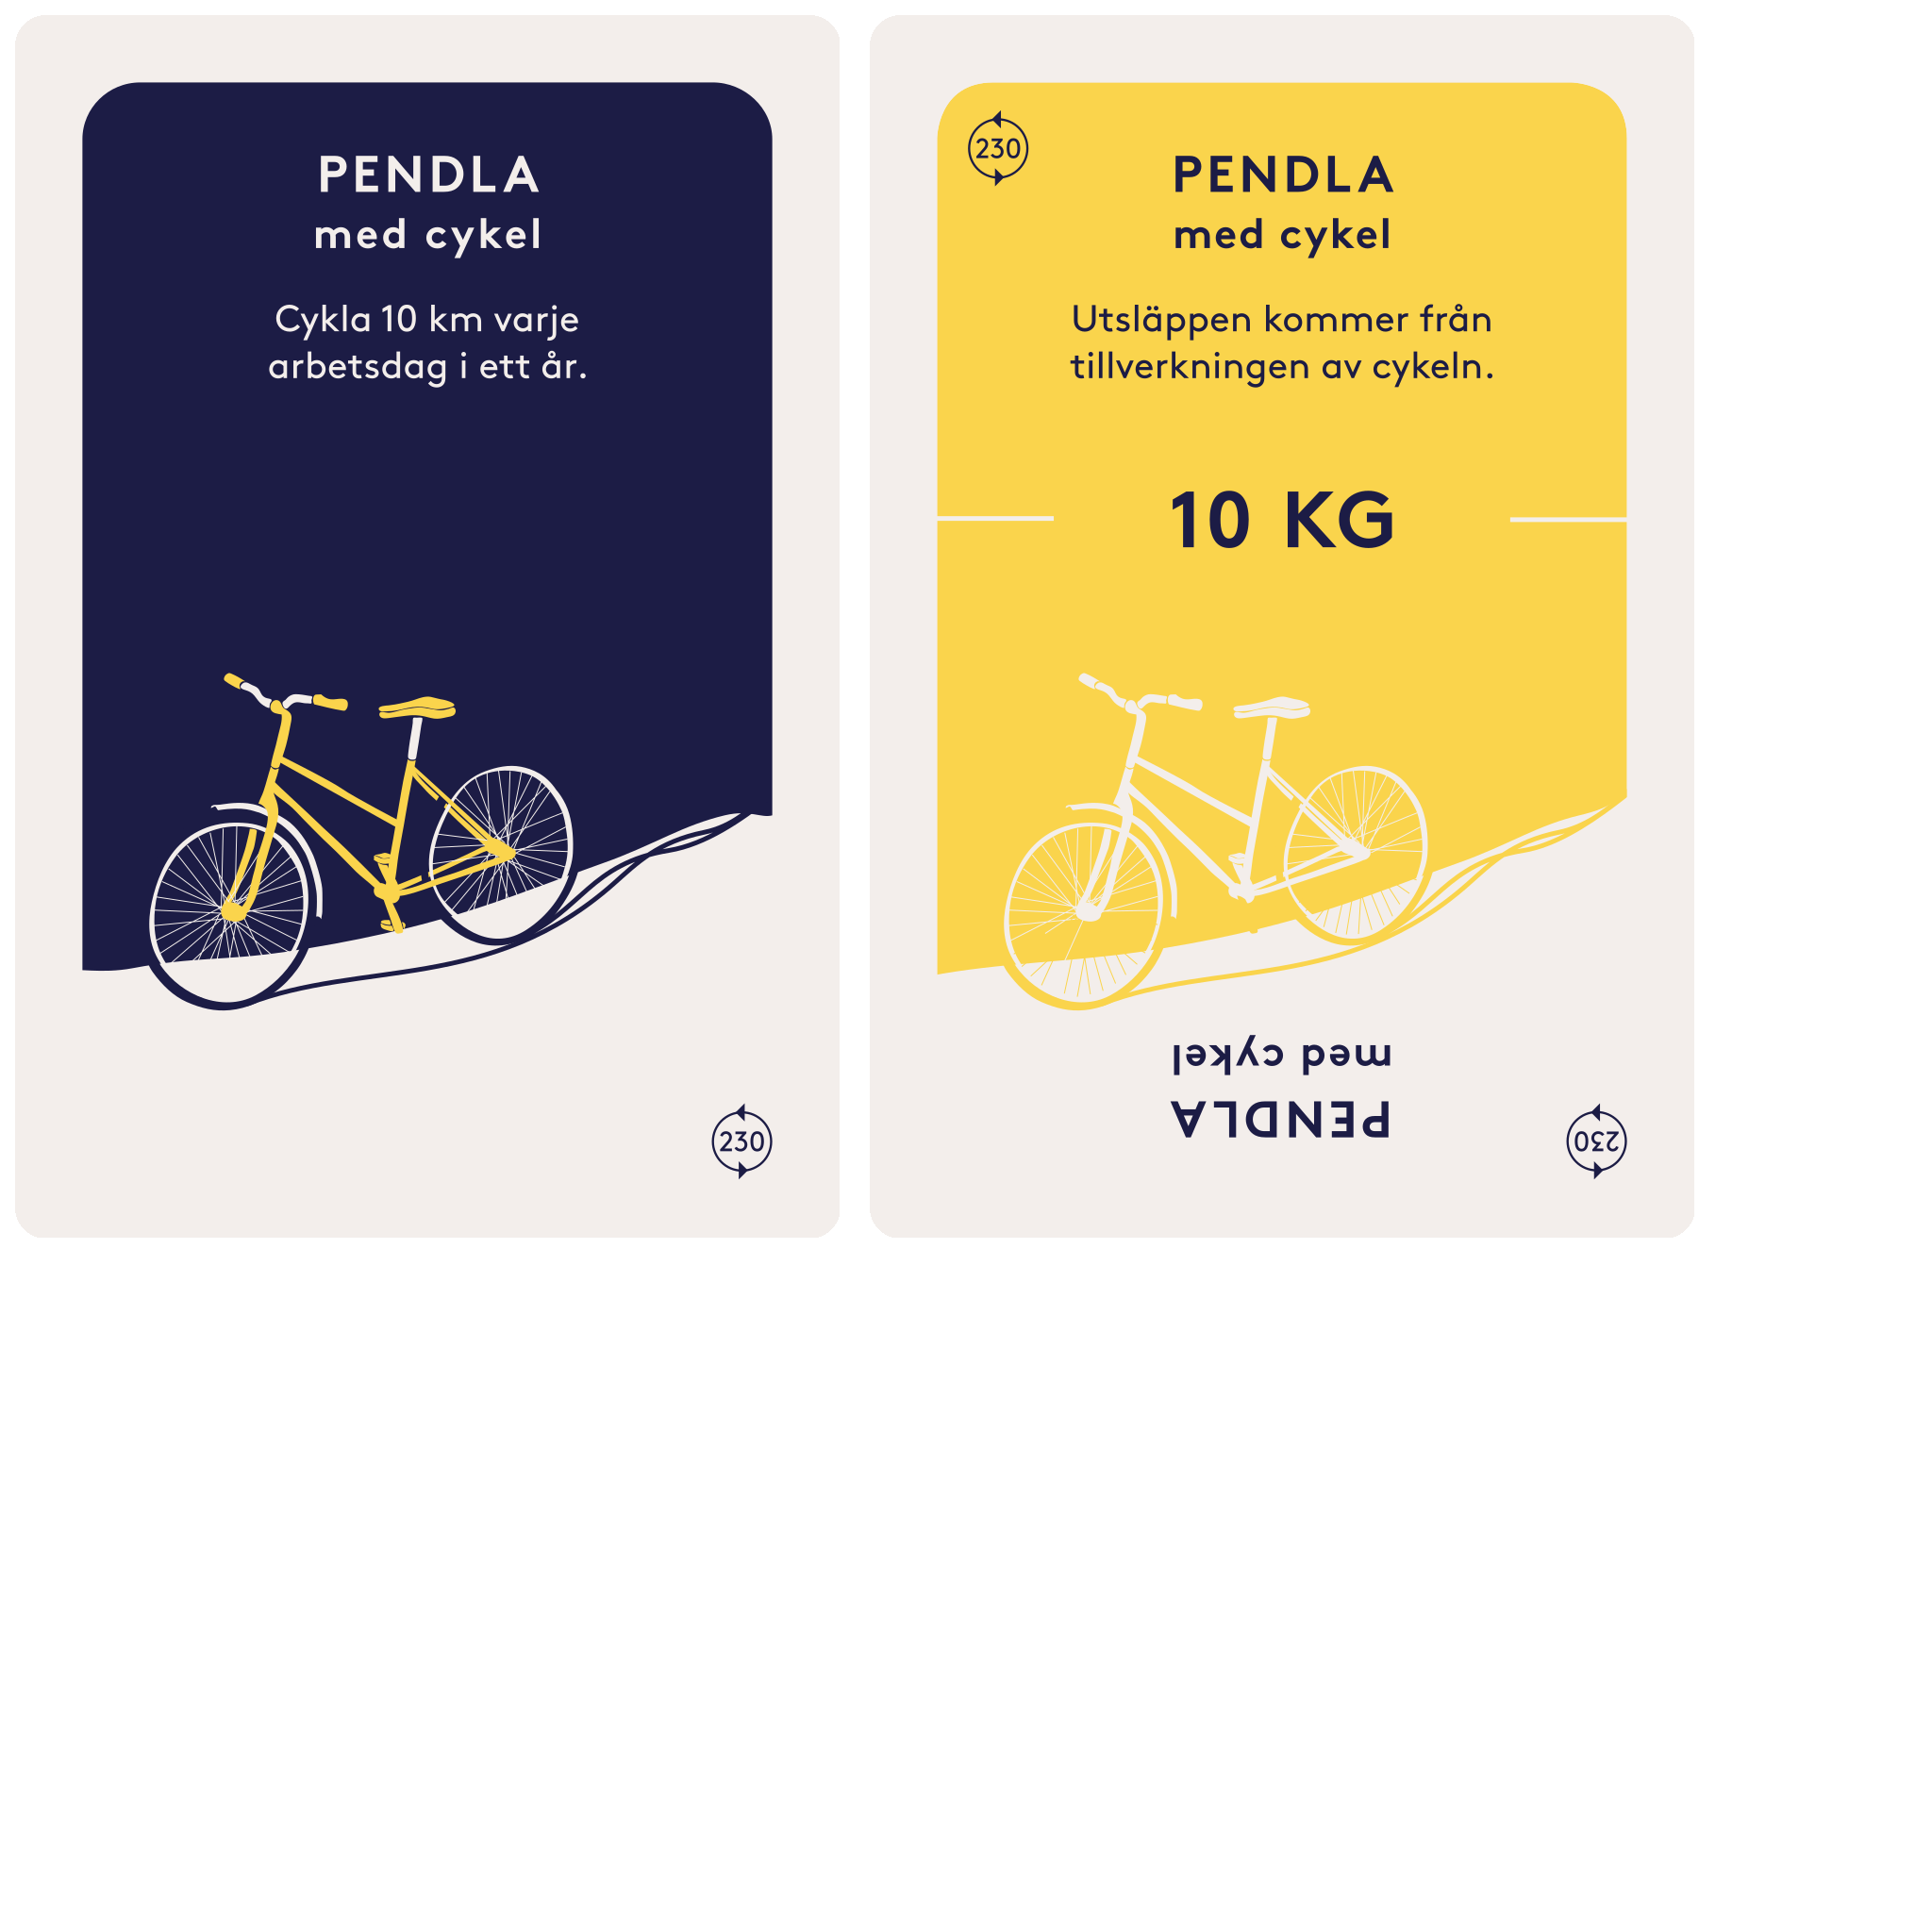 PENDLA
med cykel
Cykla 10 km varje
arbetsdag i ett år.
230
230
PENDLA
med cykel
Utsläppen kommer från
tillverkningen av cykeln.
10 KG
PENDLA
med cykel
230